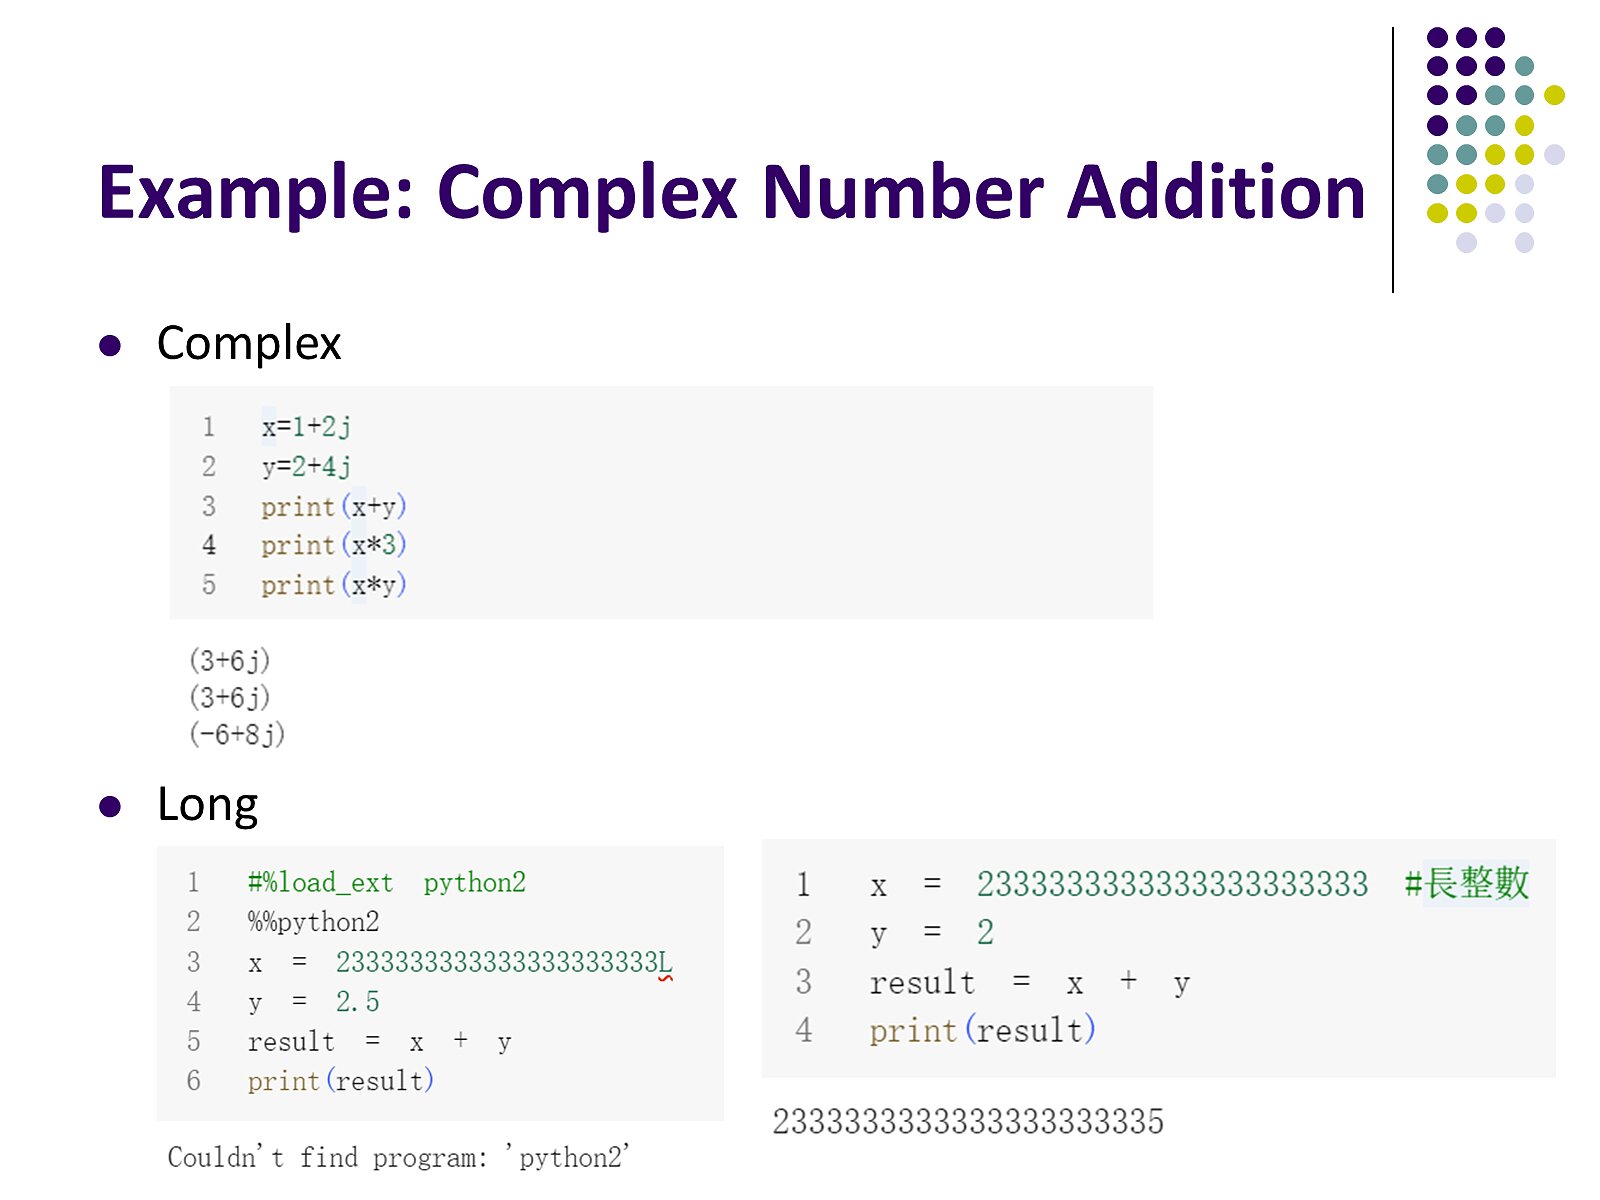 Example: Complex Number Addition
Complex
1 x=1+2j
2 y=2+4j
3 print(x+y)
4 print(x*3)
5 print(x*y)
(3+6j)
(3+6j)
(-6+8j)
Long
1 #%load_ext python2
2 %%python2
3 x = 2333333333333333333333L
4 y = 2.5
5 result = x + y
6 print(result)
Couldn't find program: 'python2'
1 x = 2333333333333333333333 #長整數
2 y = 2
3 result = x + y
4 print(result)
2333333333333333333335